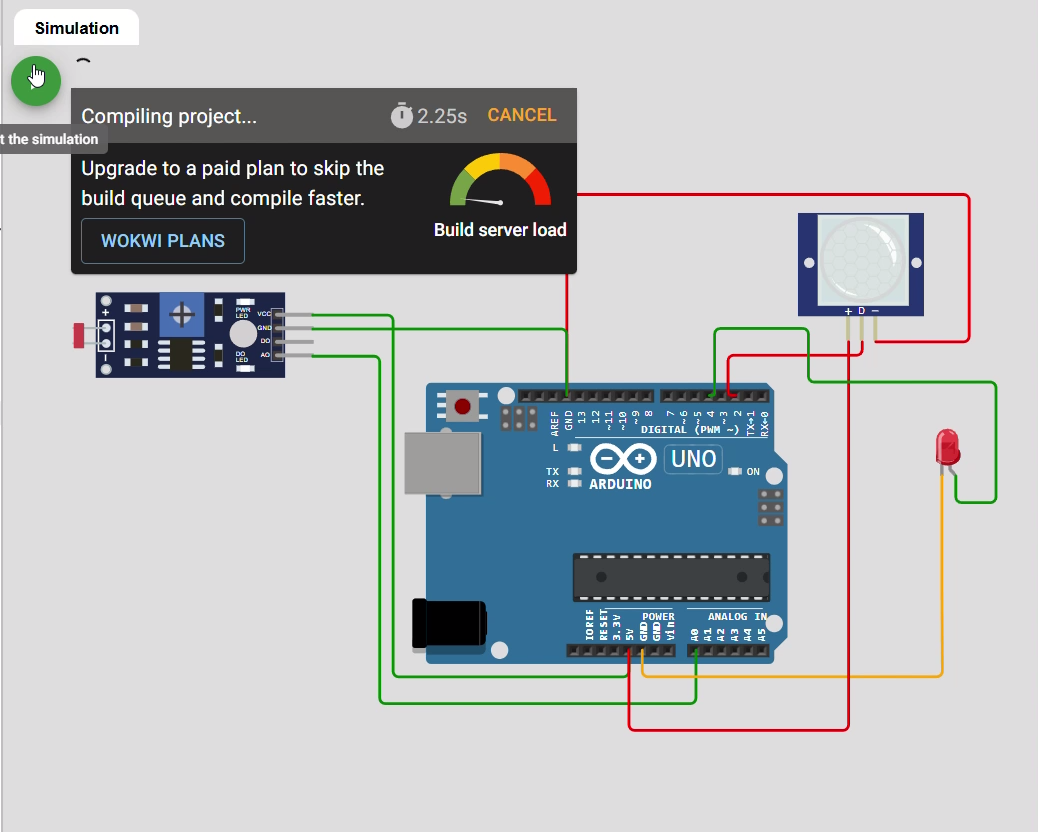 Simulation
Compiling project...
2.25s
CANCEL
t the simulation
Upgrade to a paid plan to skip the
build queue and compile faster.
WOKWI PLANS
Build server load
+ D −
+
PWR
LED
VCC
GND
DO
AO
DO
LED
−
AREF
GND
13
12
~11
~10
~9
8
7
~6
~5
4
~3
2
TX→1
RX←0
DIGITAL (PWM ~)
L
TX
RX
UNO
ON
ARDUINO
IOREF
RESET
3.3V
5V
GND
GND
Vin
POWER
ANALOG IN
A0
A1
A2
A3
A4
A5